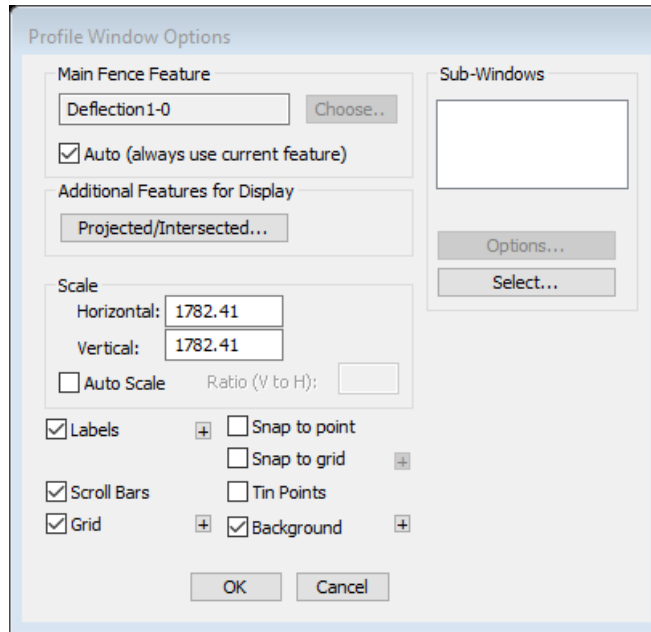 Profile Window Options
Main Fence Feature
Deflection1-0
Choose..
Auto (always use current feature)
Additional Features for Display
Projected/Intersected...
Scale
Horizontal: 1782.41
Vertical: 1782.41
Auto Scale Ratio (V to H):
Labels + Snap to point
Snap to grid +
Scroll Bars Tin Points
Grid + Background +
OK Cancel
Sub-Windows
Options...
Select...